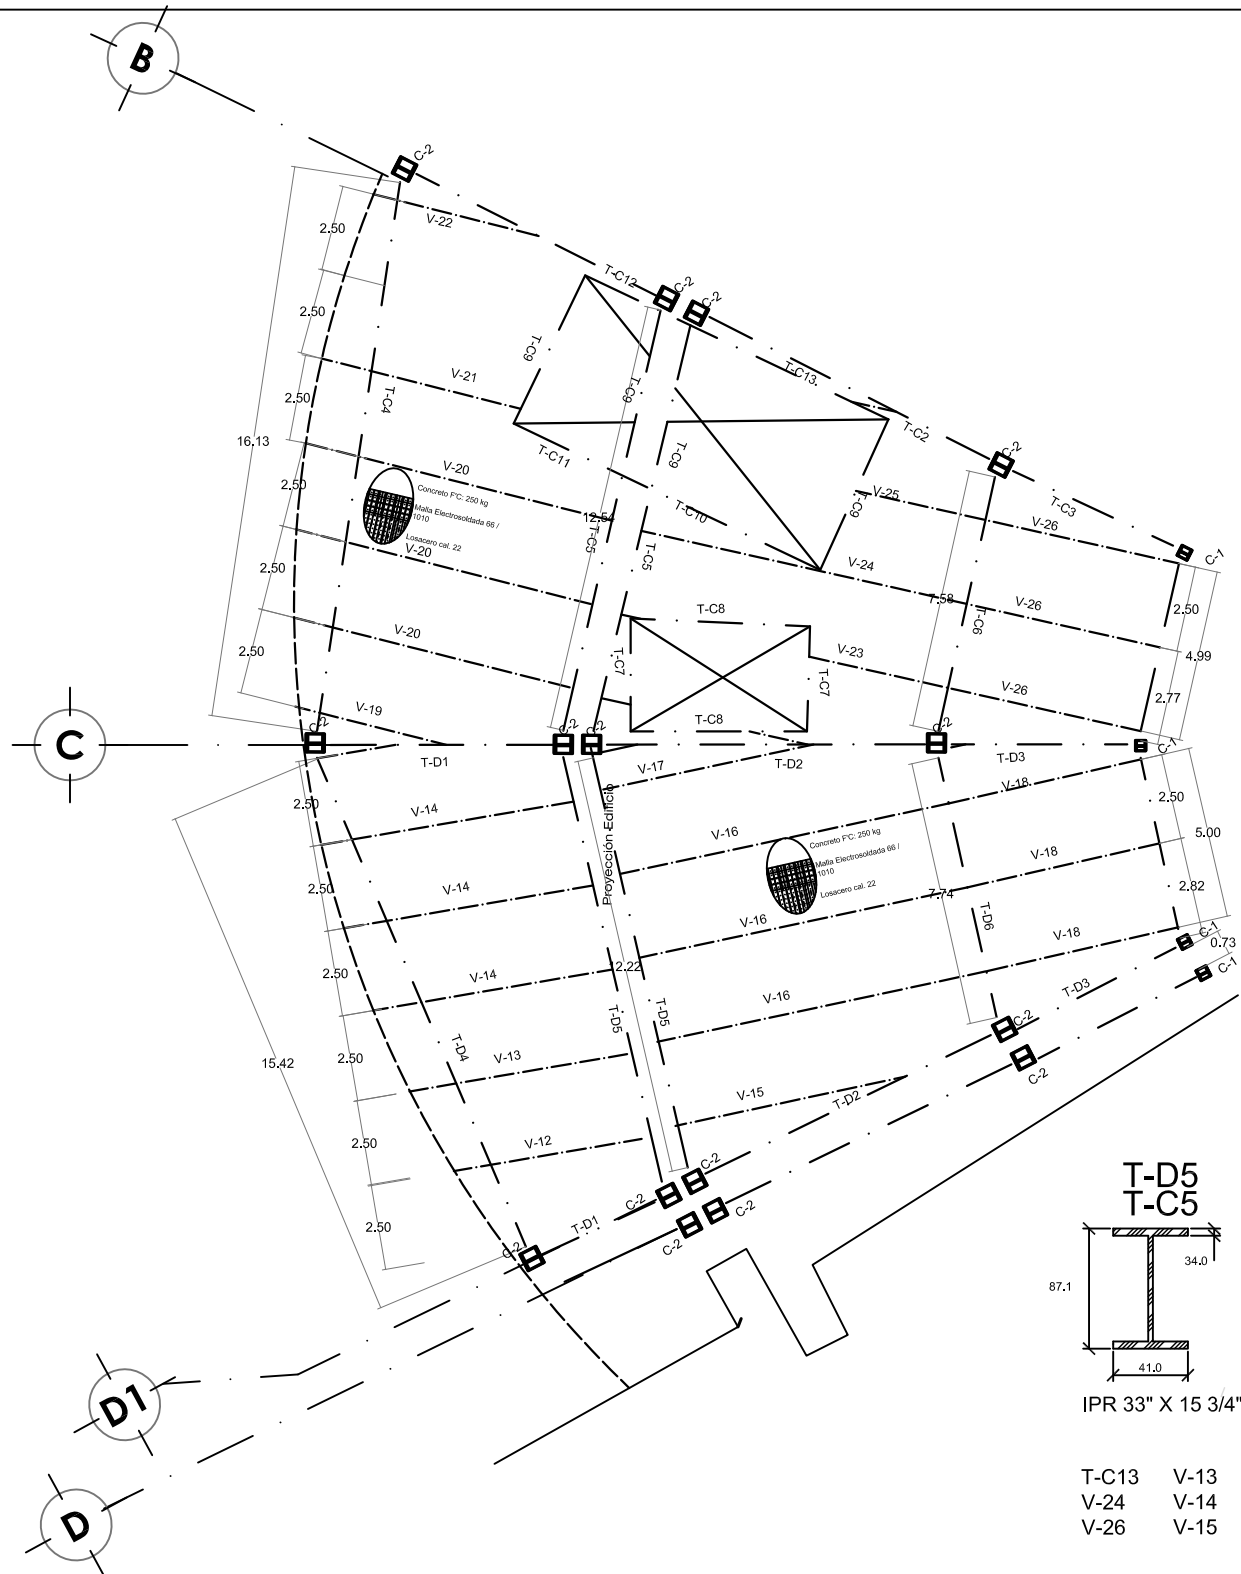 B
C-2
V-22
2.50
T-C12
C-2
C-2
2.50
T-C9
T-C13
V-21
T-C9
2.50
T-C4
T-C2
16.13
T-C11
T-C9
C-2
V-20
2.50
Concreto F'C: 250 kg
Malla Electrosoldada 66 /
1010
Losacero cal. 22
12.54
T-C10
T-C9
V-25
T-C3
V-26
V-20
T-C5
T-C5
C-1
2.50
V-24
7.58
V-26
2.50
T-C8
T-C6
V-20
2.50
T-C7
V-23
T-C7
4.99
V-26
2.77
V-19
C-2
T-C8
C-2
C-2
C-2
C-1
C
T-D1
V-17
T-D2
T-D3
2.50
V-14
Proyección Edificio
V-18
2.50
V-16
Concreto F'C: 250 kg
Malla Electrosoldada 66 /
1010
Losacero cal. 22
5.00
2.50
V-14
V-18
2.82
7.74
V-16
T-D6
V-18
C-1
0.73
2.50
V-14
12.22
C-1
V-16
T-D3
T-D5
T-D5
C-2
T-D4
V-13
15.42
2.50
C-2
V-15
T-D2
2.50
V-12
C-2
C-2
C-2
2.50
T-D1
C-2
C-2
T-D5
T-C5
34.0
87.1
41.0
IPR 33" X 15 3/4"
D1
T-C13 V-13
V-24 V-14
V-26 V-15
D